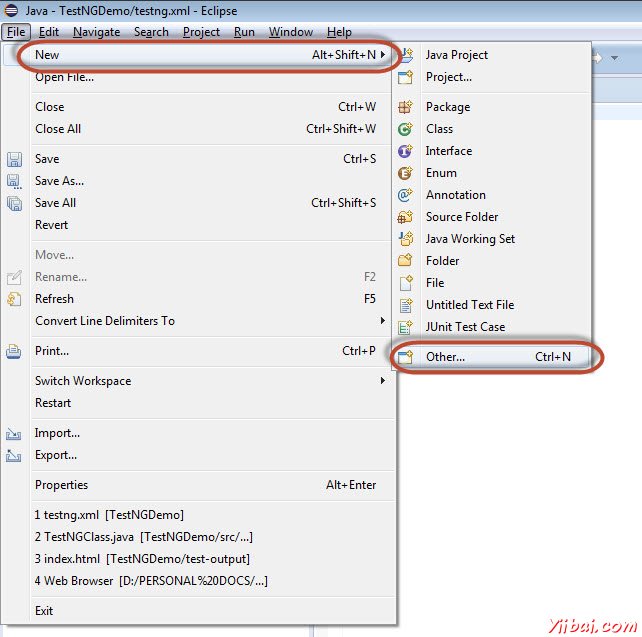 Java - TestNGDemo/testng.xml - Eclipse
File Edit Navigate Search Project Run Window Help
New Alt+Shift+N
Open File...
Close Ctrl+W
Close All Ctrl+Shift+W
Save Ctrl+S
Save As...
Save All Ctrl+Shift+S
Revert
Move...
Rename... F2
Refresh F5
Convert Line Delimiters To
Print... Ctrl+P
Switch Workspace
Restart
Import...
Export...
Properties Alt+Enter
1 testng.xml [TestNGDemo]
2 TestNGClass.java [TestNGDemo/src/...]
3 index.html [TestNGDemo/test-output]
4 Web Browser [D:/PERSONAL%20DOCS/...]
Exit
Java Project
Project...
Package
Class
Interface
Enum
Annotation
Source Folder
Java Working Set
Folder
File
Untitled Text File
JUnit Test Case
Other... Ctrl+N
Yiibai.com